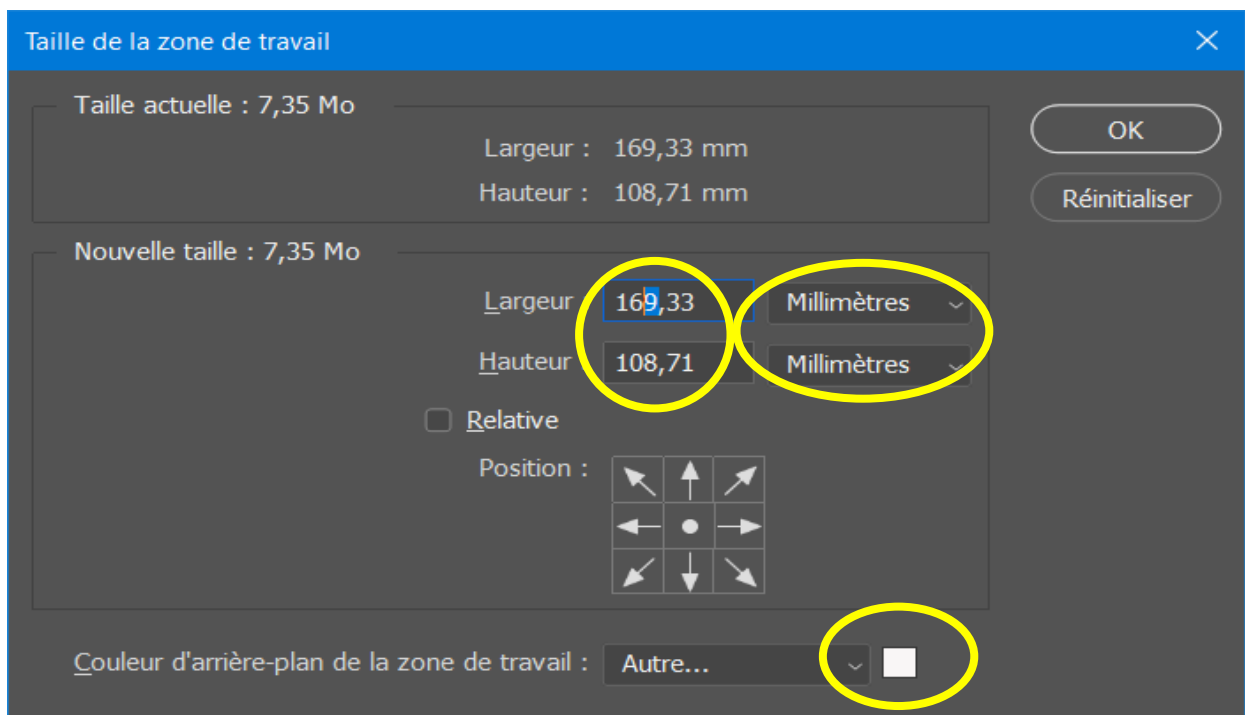 Taille de la zone de travail
Taille actuelle : 7,35 Mo
Largeur : 169,33 mm
Hauteur : 108,71 mm
OK
Réinitialiser
Nouvelle taille : 7,35 Mo
Largeur 169,33 Millimètres
Hauteur 108,71 Millimètres
Relative
Position :
Couleur d'arrière-plan de la zone de travail : Autre...